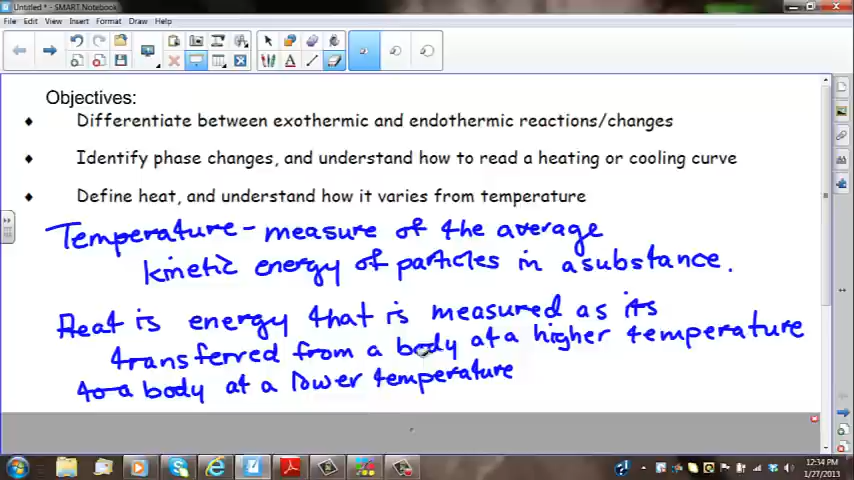 Untitled * - SMART Notebook
File Edit View Insert Format Draw Help
Objectives:
♦ Differentiate between exothermic and endothermic reactions/changes
♦ Identify phase changes, and understand how to read a heating or cooling curve
♦ Define heat, and understand how it varies from temperature
Temperature - measure of the average
kinetic energy of particles in a substance.
Heat is energy that is measured as its
transferred from a body at a higher temperature
to a body at a lower temperature
12:34 PM
1/27/2013